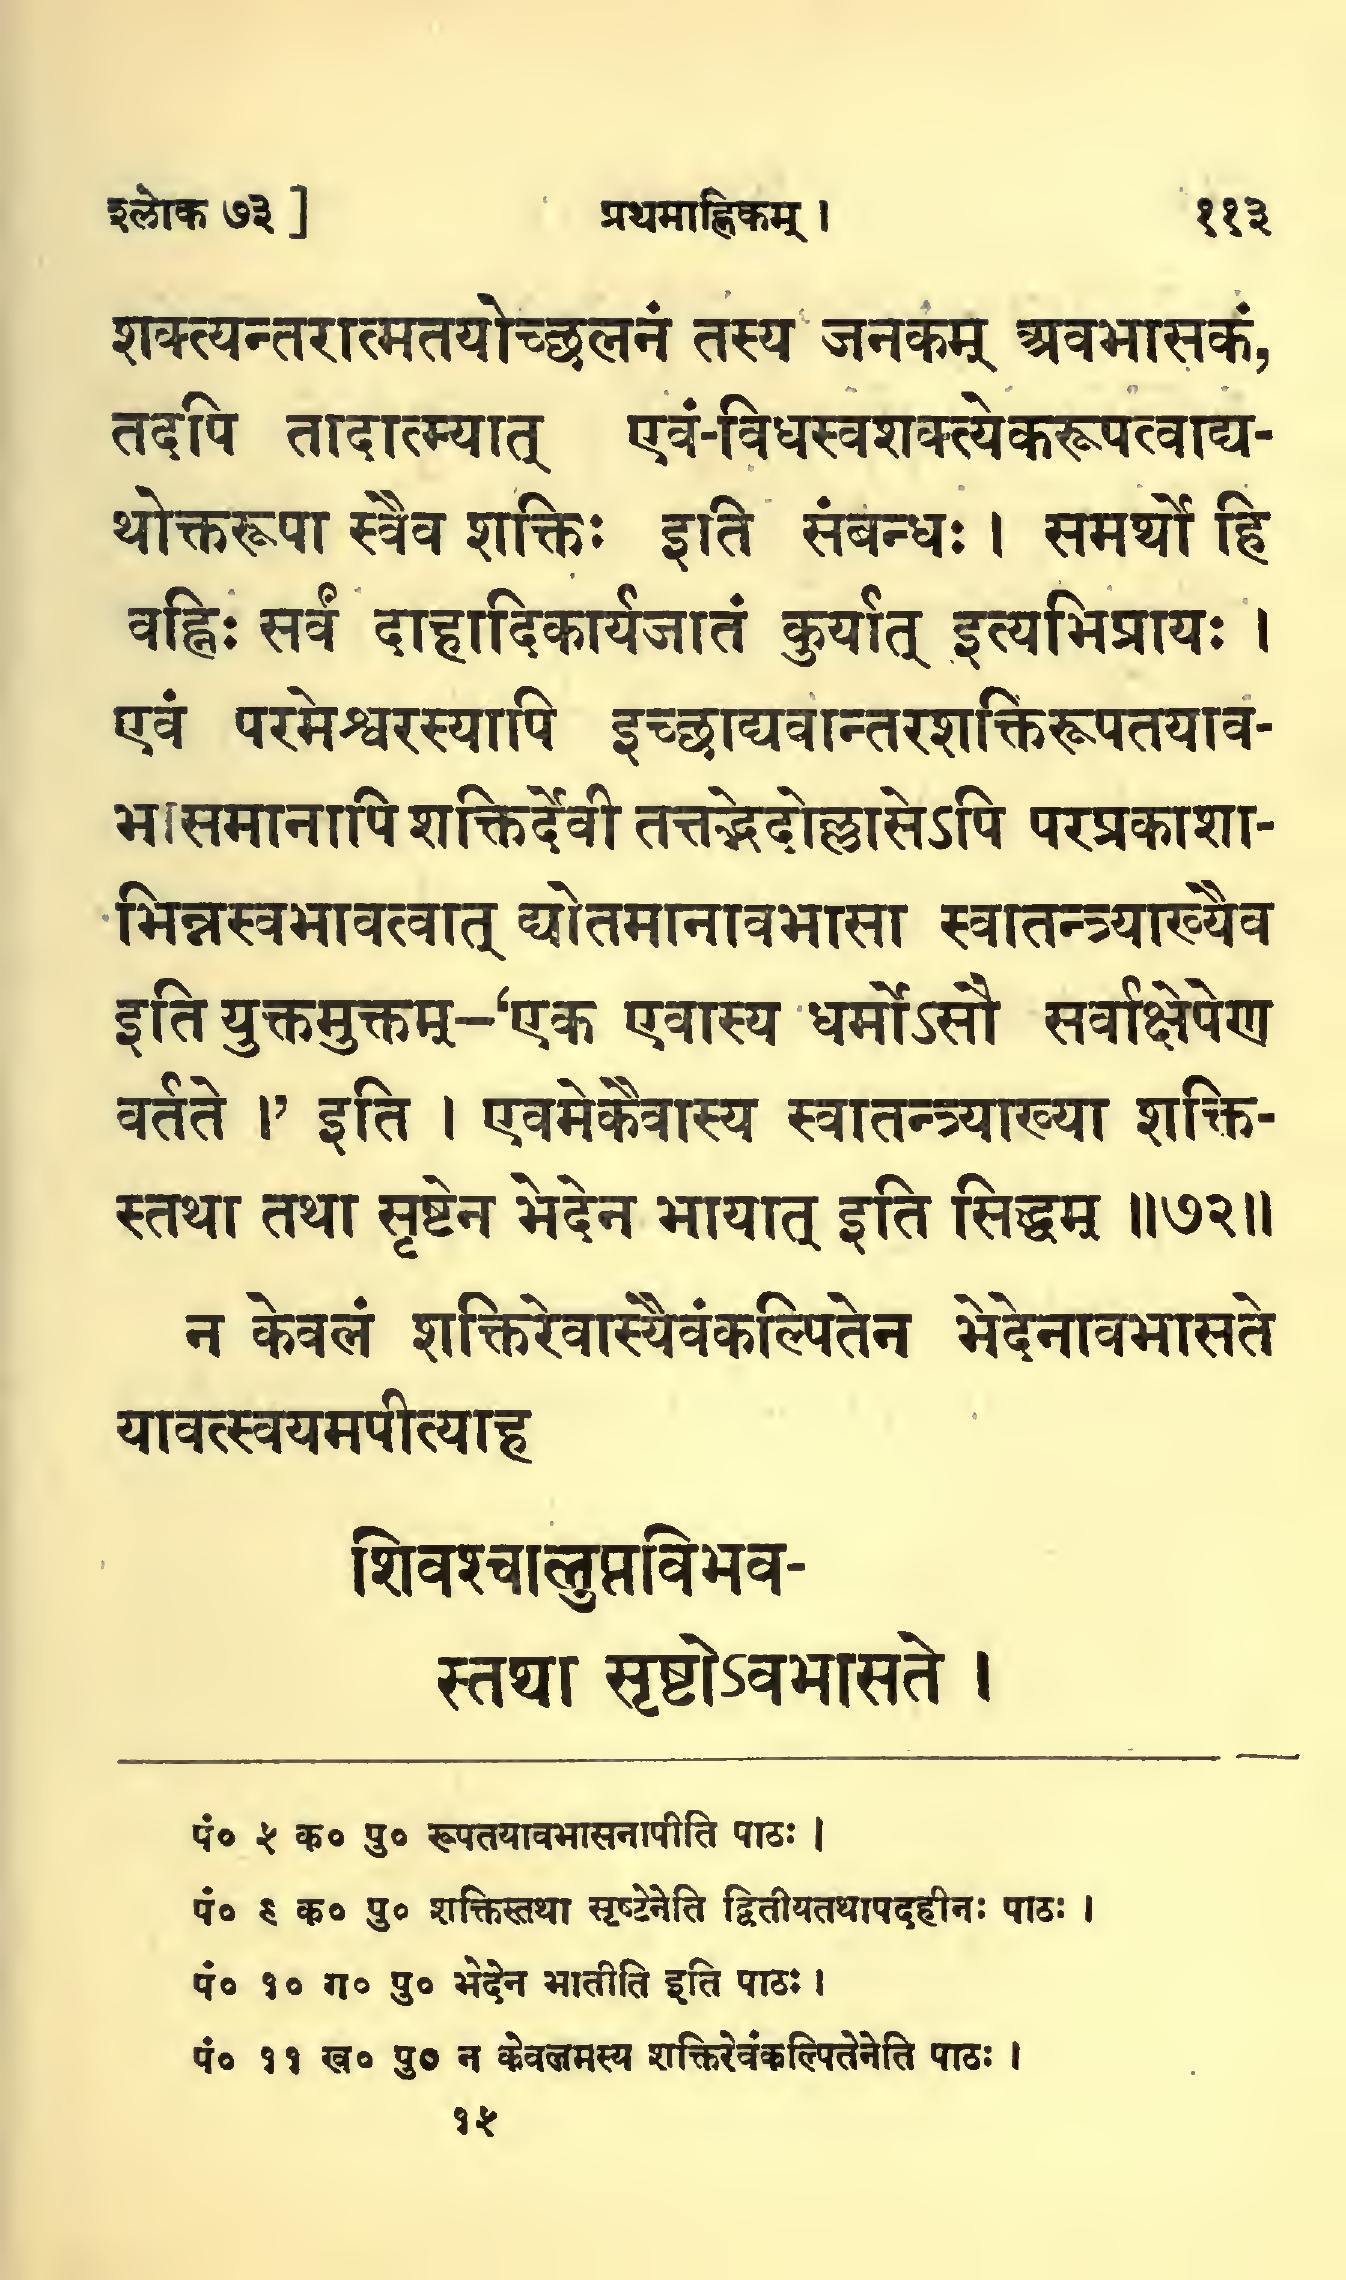 श्लोक ७३ ] प्रथमाह्निकम् । ११३
शक्त्यन्तरात्मतयोच्छलनं तस्य जनकम् अवभासकं,
तदपि तादात्म्यात् एवं-विधस्वशक्त्येकरूपत्वाद्य-
थोक्तरूपा स्वैव शक्तिः इति संबन्धः । समर्थो हि
वह्निः सर्वं दाहादिकार्यजातं कुर्यात् इत्यभिप्रायः ।
एवं परमेश्वरस्यापि इच्छाद्यवान्तरशक्तिरूपतयाव-
भासमानापि शक्तिर्देवी तत्तद्भेदोल्लासेऽपि परप्रकाशा-
भिन्नस्वभावत्वात् द्योतमानावभासा स्वातन्त्र्याख्यैव
इति युक्तमुक्तम्—‘एक एवास्य धर्मोऽसौ सर्वाक्षेपेण
वर्तते ।’ इति । एवमेकैवास्य स्वातन्त्र्याख्या शक्ति-
स्तथा तथा सृष्टेन भेदेन भायात् इति सिद्धम् ॥७२॥
न केवलं शक्तिरेवास्यैवंकल्पितेन भेदेनावभासते
यावत्स्वयमपीत्याह
शिवश्चालुप्तविभव-
स्तथा सृष्टोऽवभासते ।
पं० ५ क० पु० रूपतयावभासनापीति पाठः ।
पं० ९ क० पु० शक्तिस्तथा सृष्टेनेति द्वितीयतथापदहीनः पाठः ।
पं० १० ग० पु० भेदेन भातीति इति पाठः ।
पं० ११ ख० पु० न केवलमस्य शक्तिरेवंकल्पितेनेति पाठः ।
१५